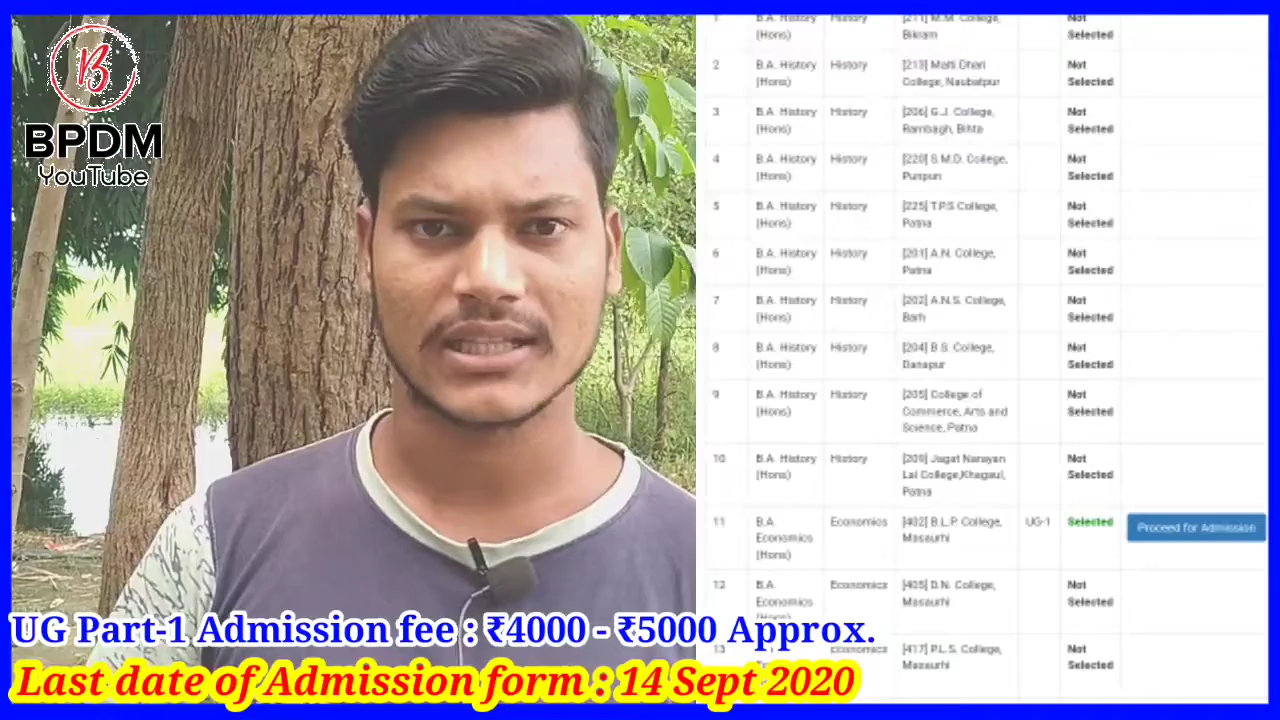 B
BPDM
YouTube
1 B.A. History History [211] M.M. College, Not
(Hons) Bikram Selected
2 B.A. History History [213] Malti Dhari Not
(Hons) College, Naubatpur Selected
3 B.A. History History [206] G.J. College, Not
(Hons) Rambagh, Bihta Selected
4 B.A. History History [220] S.M.D. College, Not
(Hons) Punpun Selected
5 B.A. History History [225] T.P.S College, Not
(Hons) Patna Selected
6 B.A. History History [201] A.N. College, Not
(Hons) Patna Selected
7 B.A. History History [202] A.N.S. College, Not
(Hons) Barh Selected
8 B.A. History History [204] B.S. College, Not
(Hons) Danapur Selected
9 B.A. History History [205] College of Not
(Hons) Commerce, Arts and Selected
Science, Patna
10 B.A. History History [209] Jagat Narayan Not
(Hons) Lal College,Khagaul, Selected
Patna
11 B.A. Economics [402] B.L.P. College, UG-1 Selected Proceed for Admission
Economics Masaurhi
(Hons)
12 B.A. Economics [405] D.N. College, Not
Economics Masaurhi Selected
(Hons)
13 Economics [417] P.L.S. College, Not
Masaurhi Selected
UG Part-1 Admission fee : ₹4000 - ₹5000 Approx.
Last date of Admission form : 14 Sept 2020